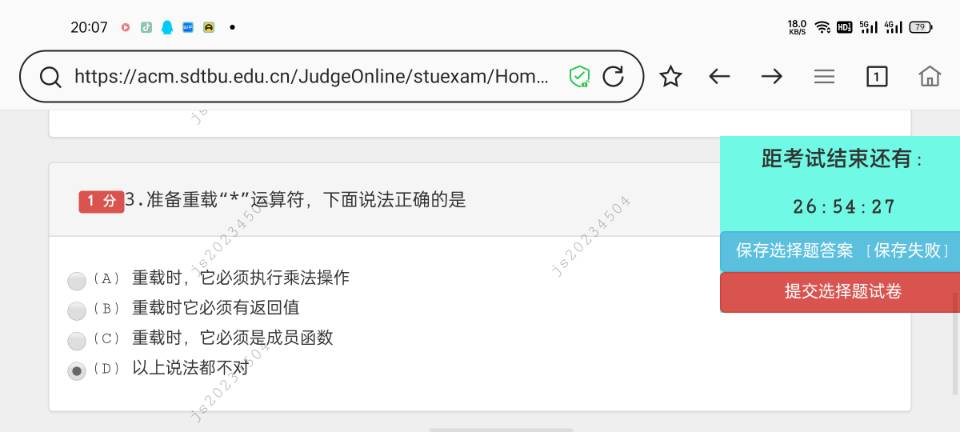 20:07
18.0 KB/S HD 5G 4G 79
https://acm.sdtbu.edu.cn/JudgeOnline/stuexam/Hom...
1
js
距考试结束还有:
26:54:27
保存选择题答案 [保存失败]
提交选择题试卷
1 分 3.准备重载“*”运算符, 下面说法正确的是
js20234504
js20234504
(A) 重载时, 它必须执行乘法操作
(B) 重载时它必须有返回值
(C) 重载时, 它必须是成员函数
(D) 以上说法都不对
js20234504